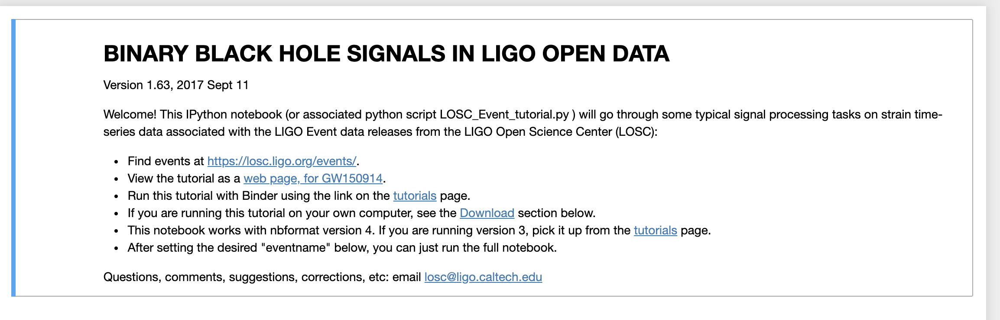 BINARY BLACK HOLE SIGNALS IN LIGO OPEN DATA
Version 1.63, 2017 Sept 11
Welcome! This IPython notebook (or associated python script LOSC_Event_tutorial.py ) will go through some typical signal processing tasks on strain time-
series data associated with the LIGO Event data releases from the LIGO Open Science Center (LOSC):
• Find events at https://losc.ligo.org/events/.
• View the tutorial as a web page, for GW150914.
• Run this tutorial with Binder using the link on the tutorials page.
• If you are running this tutorial on your own computer, see the Download section below.
• This notebook works with nbformat version 4. If you are running version 3, pick it up from the tutorials page.
• After setting the desired "eventname" below, you can just run the full notebook.
Questions, comments, suggestions, corrections, etc: email losc@ligo.caltech.edu